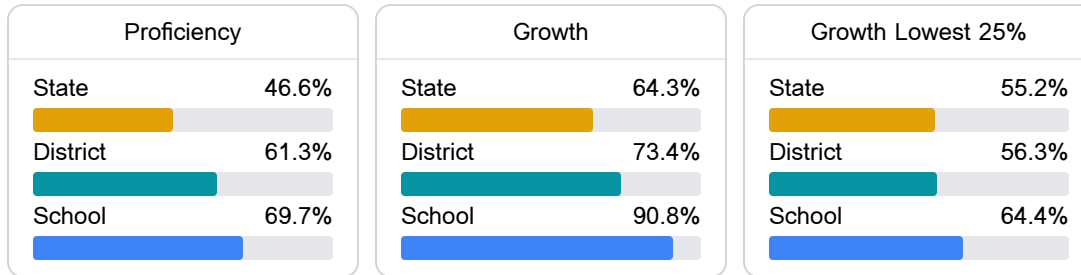 Proficiency
State 46.6%
District 61.3%
School 69.7%
Growth
State 64.3%
District 73.4%
School 90.8%
Growth Lowest 25%
State 55.2%
District 56.3%
School 64.4%